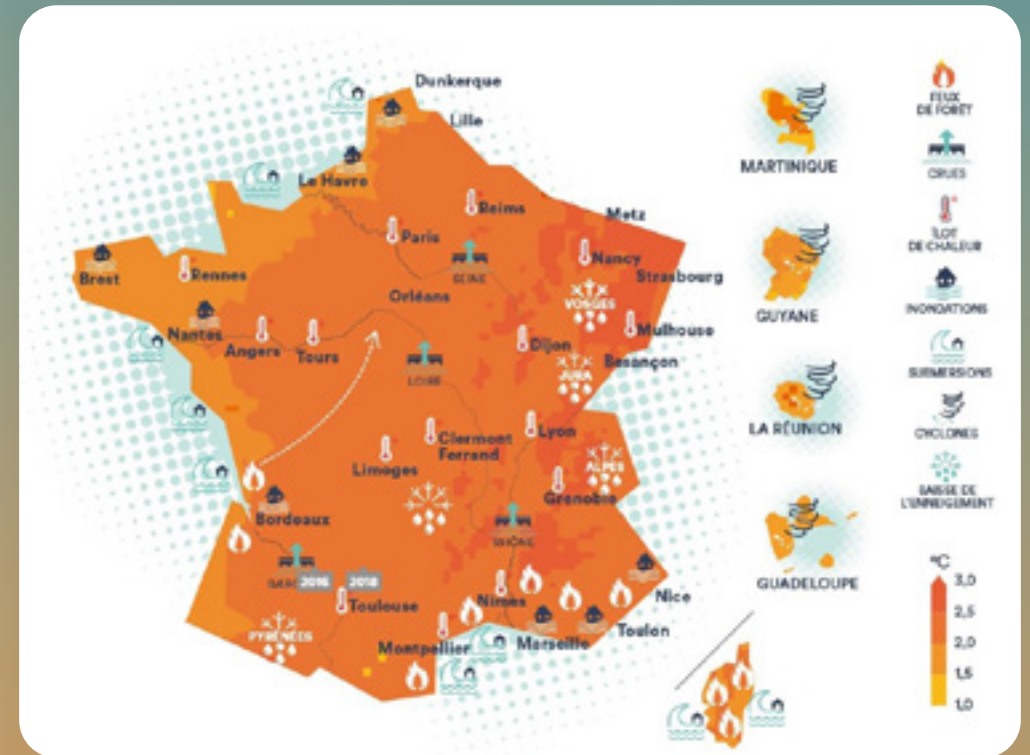 Dunkerque
Lille
Le Havre
Reims
Paris
Metz
Nancy
Strasbourg
Brest
Rennes
SEINE
Orléans
VOSGES
Nantes
Angers
Tours
Dijon
Mulhouse
Besançon
JURA
LOIRE
Lyon
Clermont
Ferrand
Limoges
ALPES
Grenoble
Bordeaux
RHÔNE
2016
2018
Toulouse
Nîmes
Nice
PYRÉNÉES
Montpellier
Marseille
Toulon
MARTINIQUE
GUYANE
LA RÉUNION
GUADELOUPE
FEUX
DE FORÊT
CRUES
ÎLOT
DE CHALEUR
INONDATIONS
SUBMERSIONS
CYCLONES
BAISSE DE
L'ENNEIGEMENT
°C
3,0
2,5
2,0
1,5
1,0